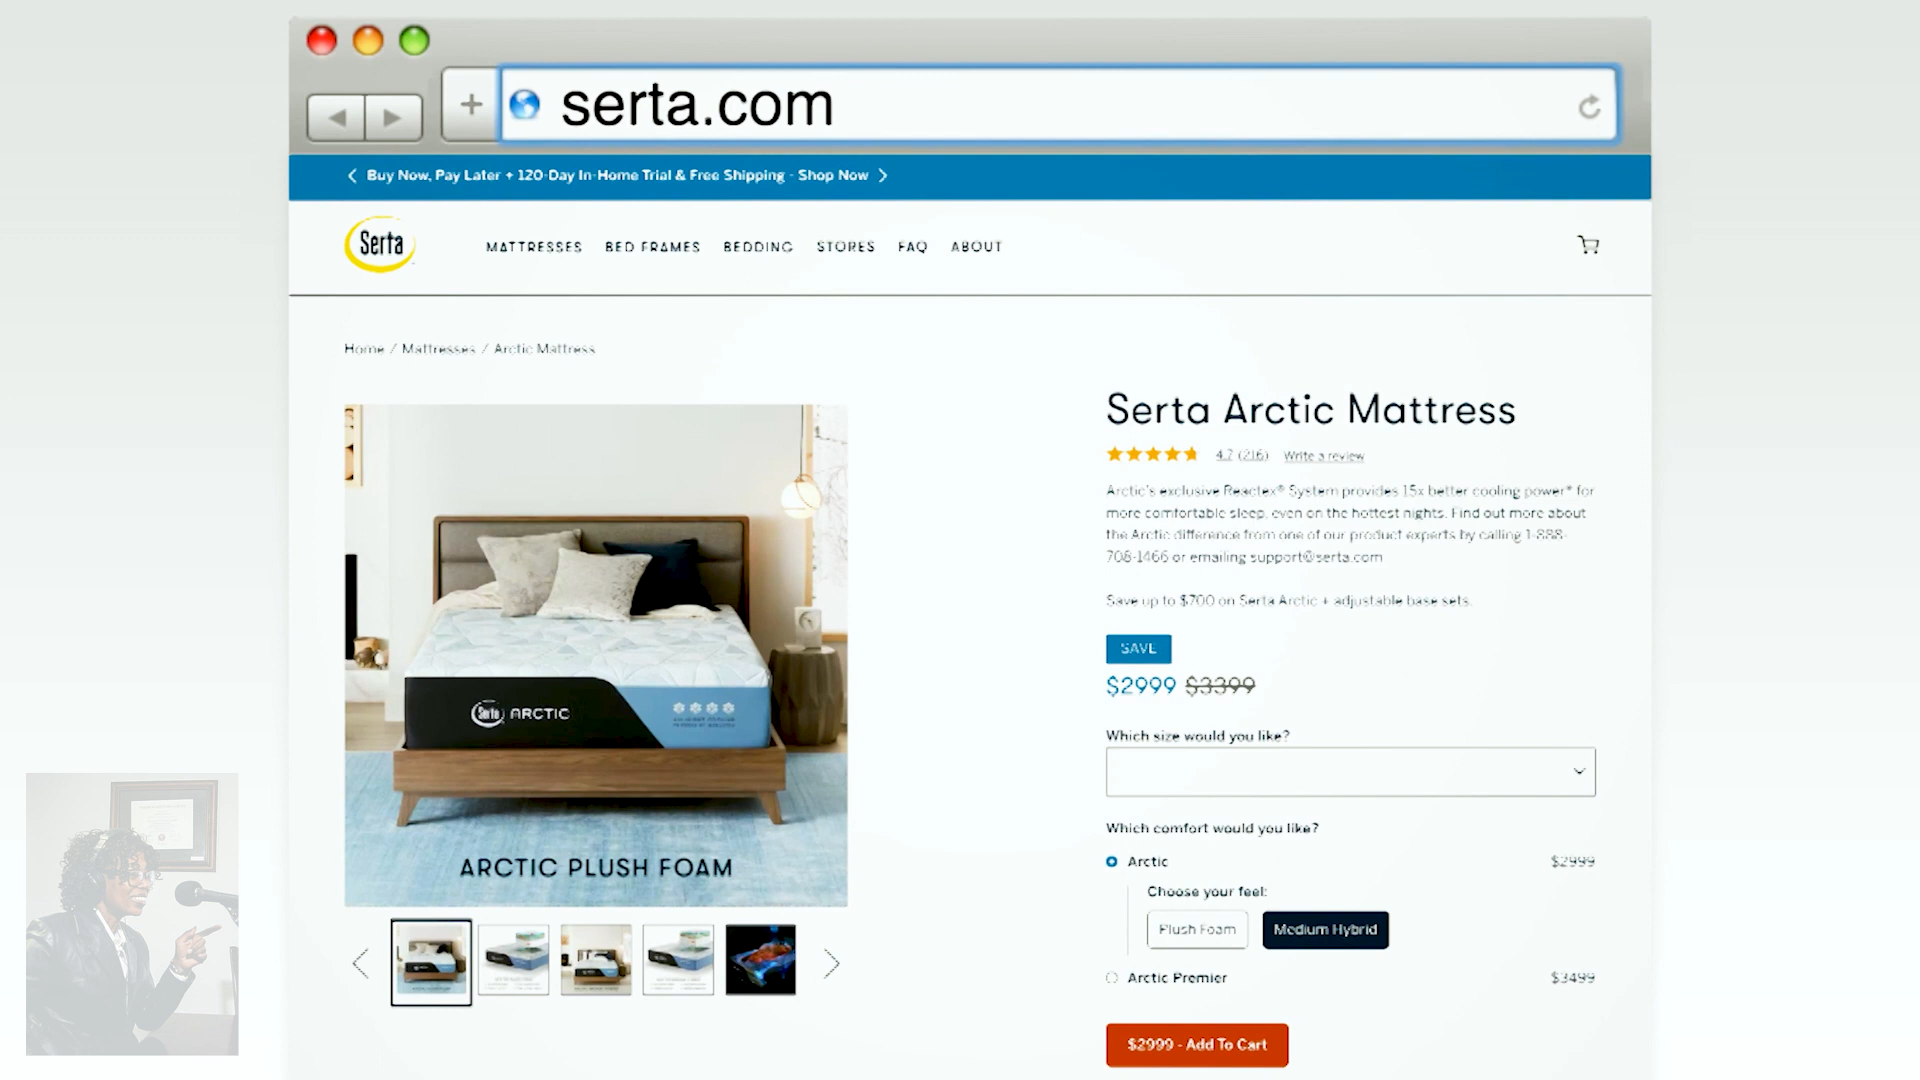 serta.com
Buy Now, Pay Later + 120-Day In-Home Trial & Free Shipping - Shop Now
Serta
MATTRESSES BED FRAMES BEDDING STORES FAQ ABOUT
Home / Mattresses / Arctic Mattress
Serta Arctic Mattress
4.7 (216) Write a review
Arctic's exclusive Reactex® System provides 15x better cooling power* for
more comfortable sleep, even on the hottest nights. Find out more about
the Arctic difference from one of our product experts by calling 1-888-
708-1466 or emailing support@serta.com
Save up to $700 on Serta Arctic + adjustable base sets.
SAVE
$2999 $3399
Which size would you like?
Which comfort would you like?
Arctic $2999
Choose your feel:
Plush Foam Medium Hybrid
Arctic Premier $3499
$2999 - Add To Cart
Serta ARCTIC
ARCTIC PLUSH FOAM